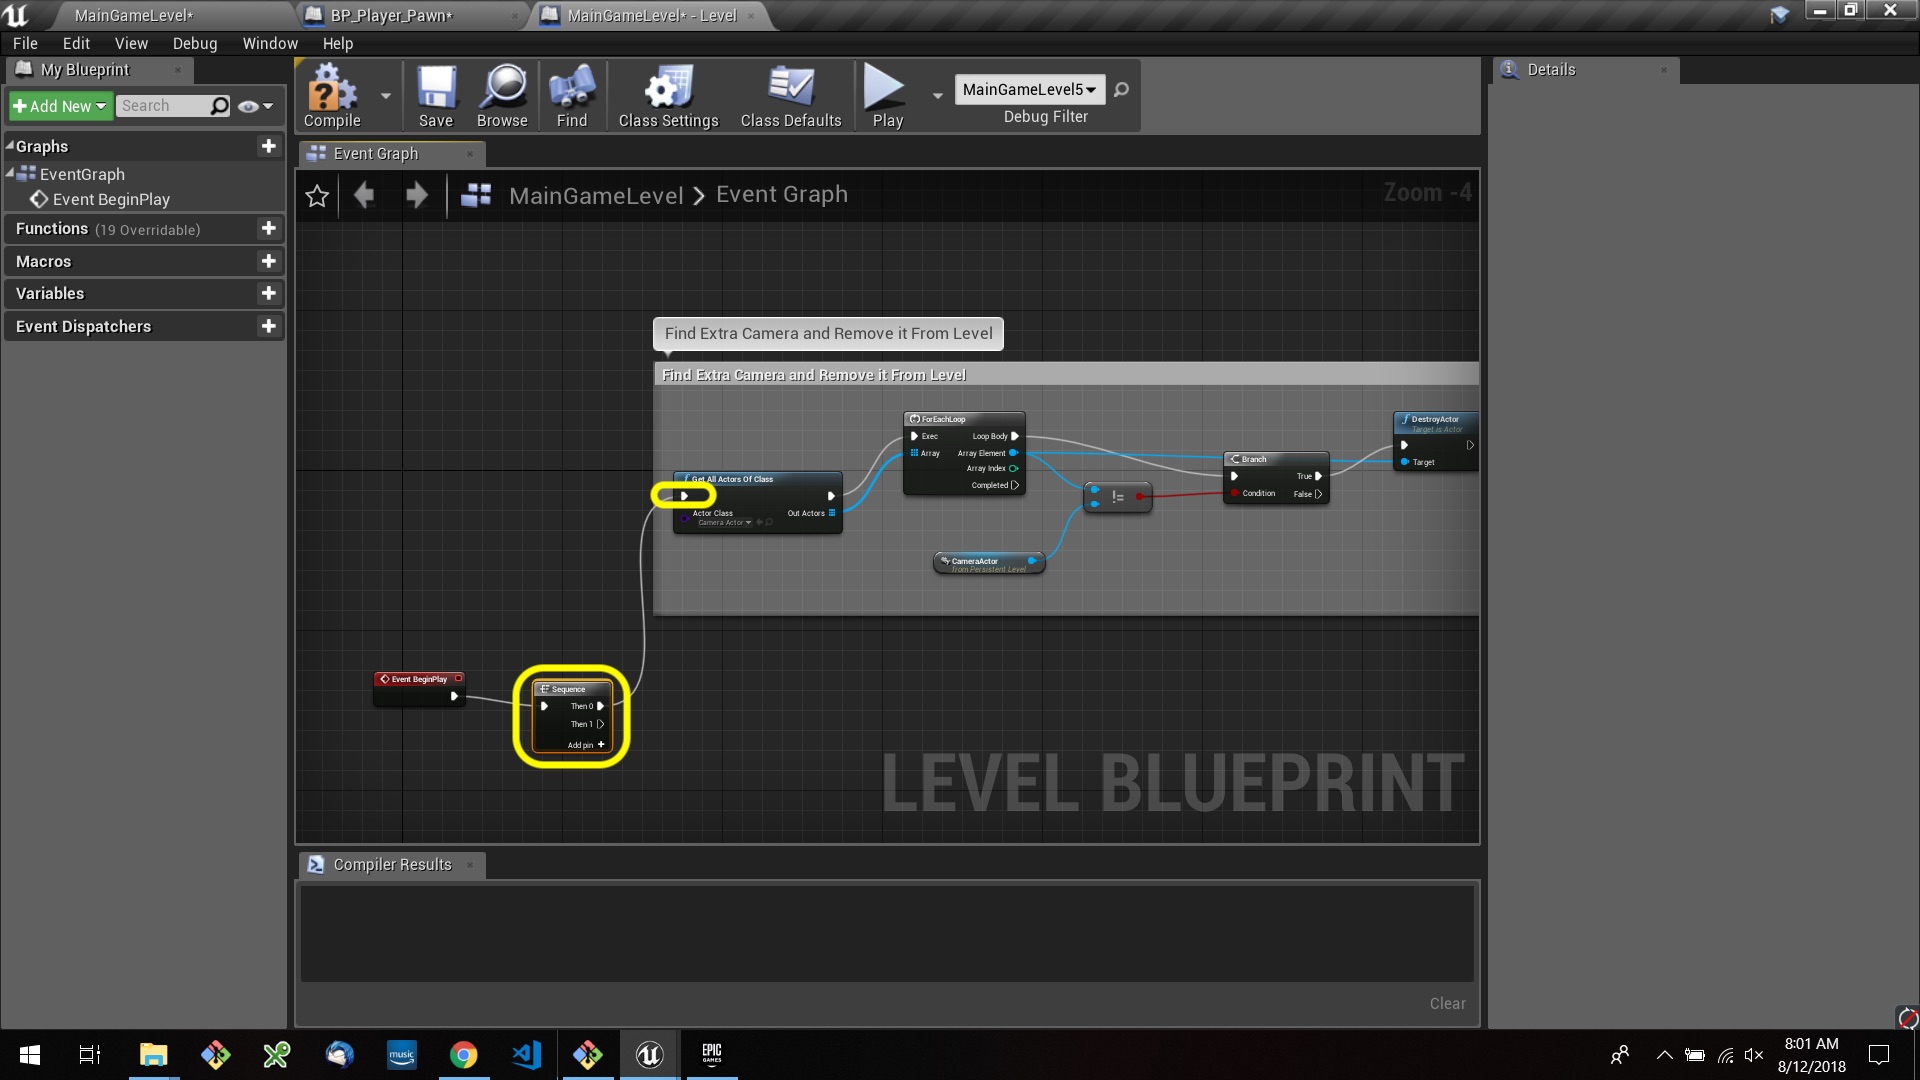 MainGameLevel*
BP_Player_Pawn*
MainGameLevel* - Level
File Edit View Debug Window Help
My Blueprint
Add New
Search
Graphs
EventGraph
Event BeginPlay
Functions (19 Overridable)
Macros
Variables
Event Dispatchers
Compile
Save
Browse
Find
Class Settings
Class Defaults
Play
MainGameLevel5
Debug Filter
Details
Event Graph
MainGameLevel > Event Graph
Zoom -4
Find Extra Camera and Remove it From Level
Find Extra Camera and Remove it From Level
Get All Actors Of Class
Actor Class
Camera Actor
Out Actors
ForEachLoop
Exec Loop Body
Array Array Element
Array Index
Completed
!=
CameraActor
from Persistent Level
Branch
True
Condition False
DestroyActor
Target is Actor
Target
Event BeginPlay
Sequence
Then 0
Then 1
Add pin +
LEVEL BLUEPRINT
Compiler Results
Clear
music
EPIC
GAMES
8:01 AM
8/12/2018